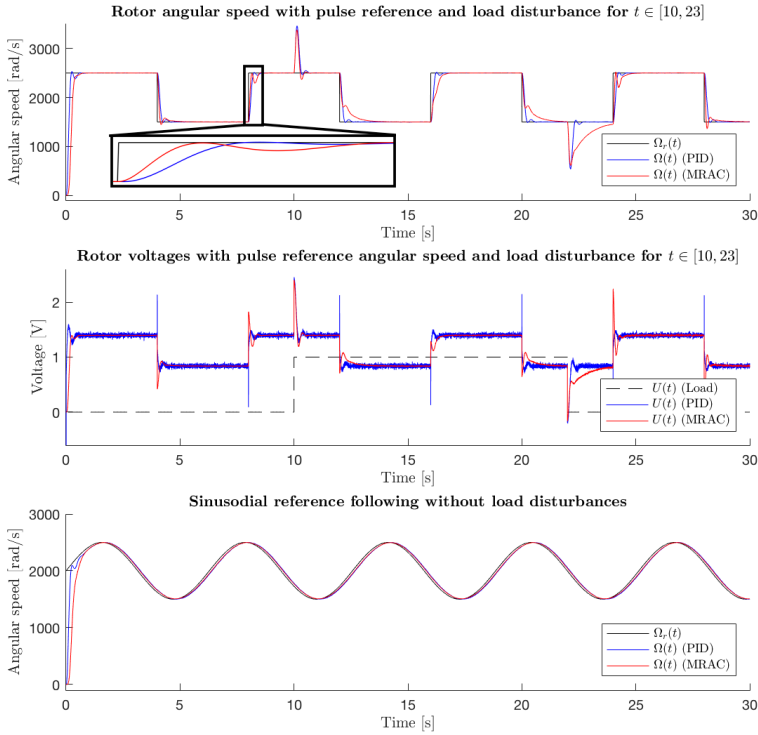 Rotor angular speed with pulse reference and load disturbance for t ∈ [10, 23]
Angular speed [rad/s]
3000
2000
1000
0
Ω_r(t)
Ω(t) (PID)
Ω(t) (MRAC)
0 5 10 15 20 25 30
Time [s]
Rotor voltages with pulse reference angular speed and load disturbance for t ∈ [10, 23]
Voltage [V]
2
1
0
U(t) (Load)
U(t) (PID)
U(t) (MRAC)
0 5 10 15 20 25 30
Time [s]
Sinusodial reference following without load disturbances
Angular speed [rad/s]
3000
2000
1000
0
Ω_r(t)
Ω(t) (PID)
Ω(t) (MRAC)
0 5 10 15 20 25 30
Time [s]